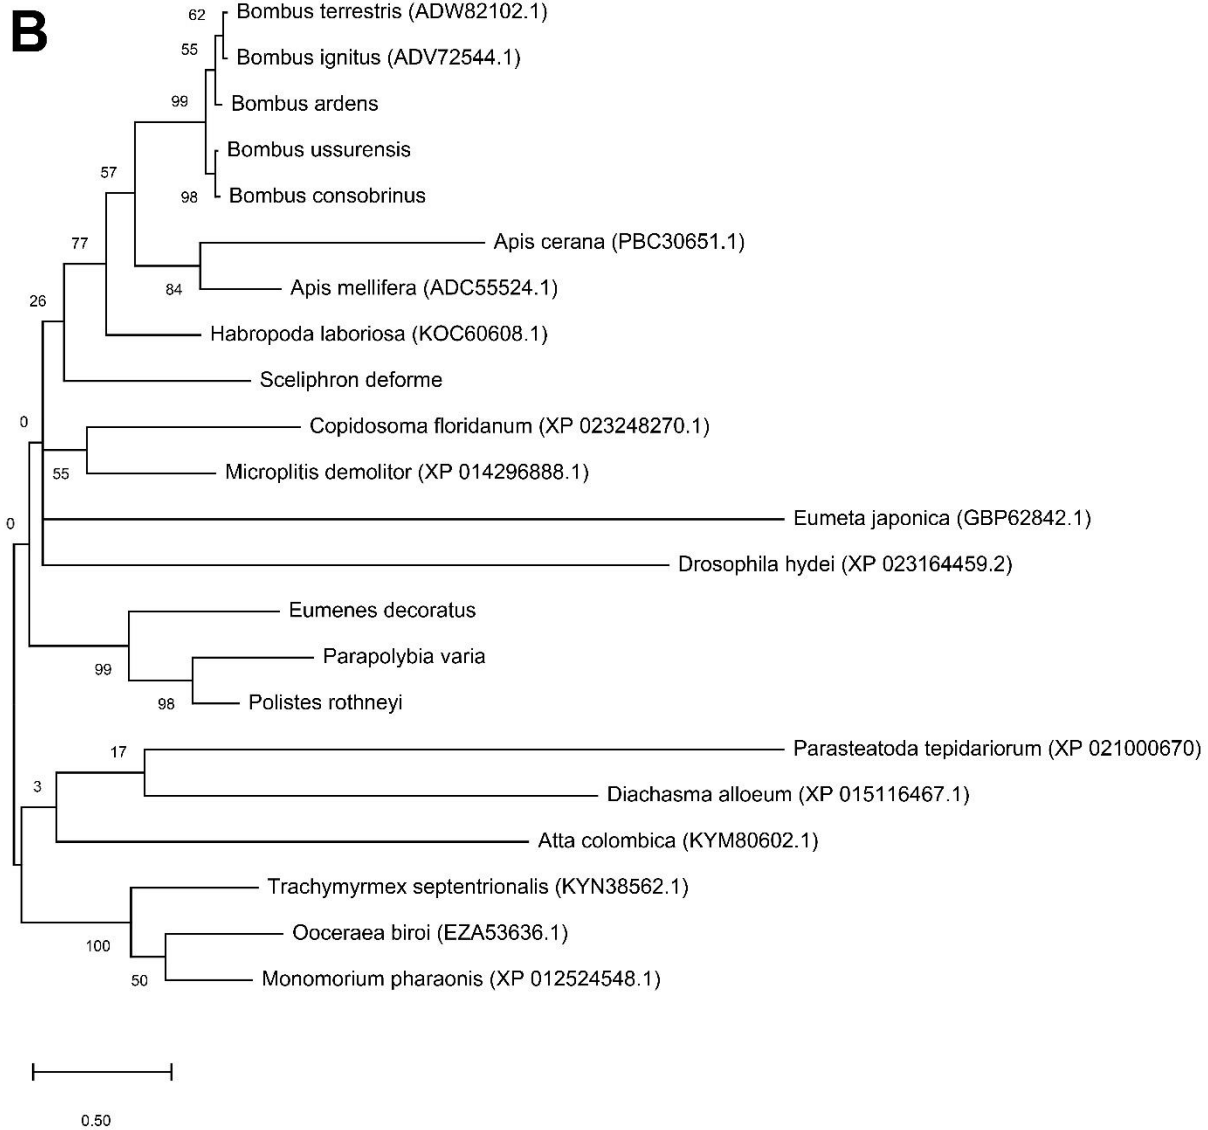 B
62
Bombus terrestris (ADW82102.1)
55
Bombus ignitus (ADV72544.1)
99
Bombus ardens
Bombus ussurensis
98
Bombus consobrinus
57
Apis cerana (PBC30651.1)
77
84
Apis mellifera (ADC55524.1)
26
Habropoda laboriosa (KOC60608.1)
Sceliphron deforme
0
Copidosoma floridanum (XP 023248270.1)
55
Microplitis demolitor (XP 014296888.1)
0
Eumeta japonica (GBP62842.1)
Drosophila hydei (XP 023164459.2)
Eumenes decoratus
99
Parapolybia varia
98
Polistes rothneyi
17
Parasteatoda tepidariorum (XP 021000670)
3
Diachasma alloeum (XP 015116467.1)
Atta colombica (KYM80602.1)
Trachymyrmex septentrionalis (KYN38562.1)
100
Ooceraea biroi (EZA53636.1)
50
Monomorium pharaonis (XP 012524548.1)
0.50